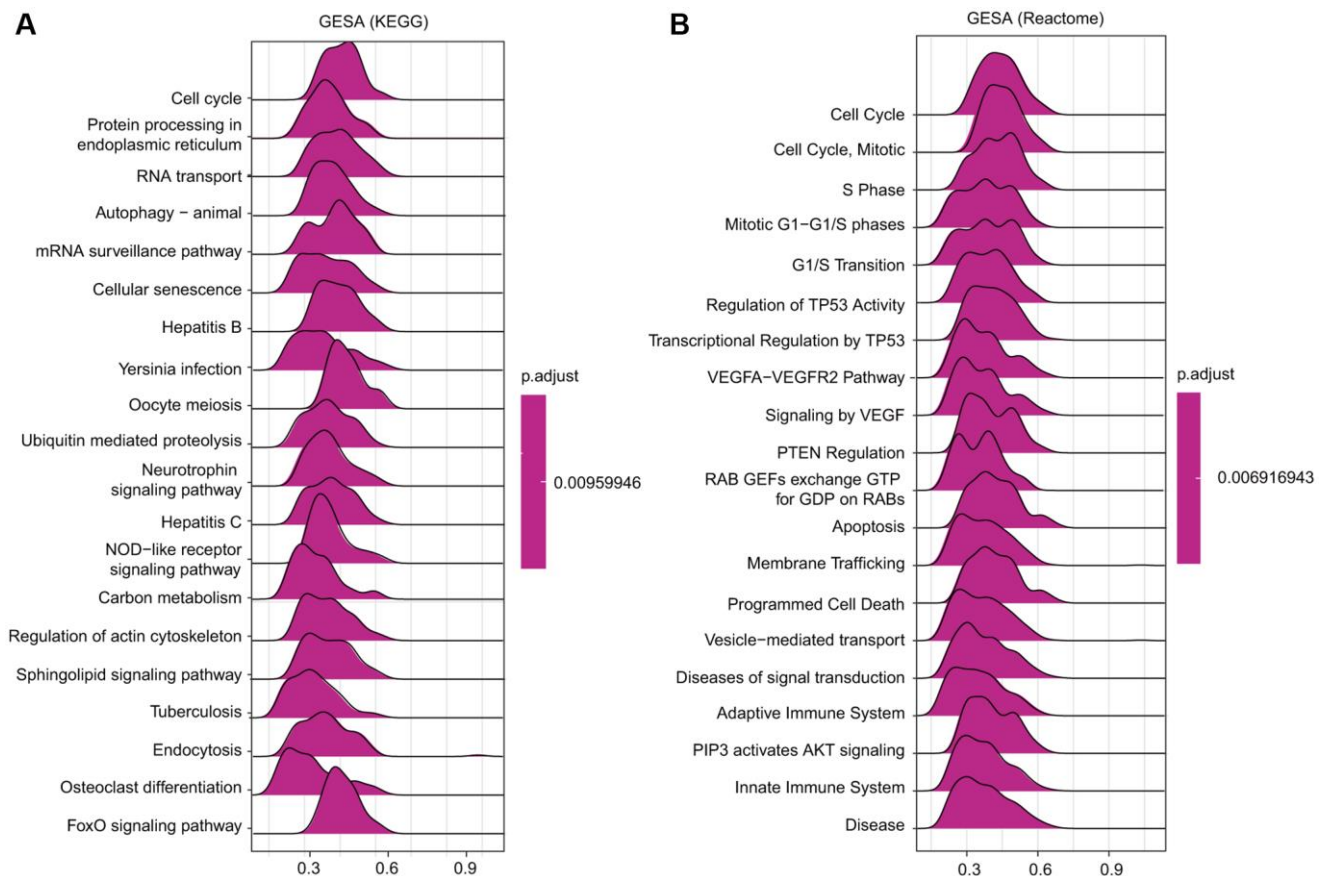 A
GESA (KEGG)
Cell cycle
Protein processing in
endoplasmic reticulum
RNA transport
Autophagy − animal
mRNA surveillance pathway
Cellular senescence
Hepatitis B
Yersinia infection
Oocyte meiosis
Ubiquitin mediated proteolysis
Neurotrophin
signaling pathway
Hepatitis C
NOD−like receptor
signaling pathway
Carbon metabolism
Regulation of actin cytoskeleton
Sphingolipid signaling pathway
Tuberculosis
Endocytosis
Osteoclast differentiation
FoxO signaling pathway
0.3 0.6 0.9
p.adjust
0.00959946
B
GESA (Reactome)
Cell Cycle
Cell Cycle, Mitotic
S Phase
Mitotic G1−G1/S phases
G1/S Transition
Regulation of TP53 Activity
Transcriptional Regulation by TP53
VEGFA−VEGFR2 Pathway
Signaling by VEGF
PTEN Regulation
RAB GEFs exchange GTP
for GDP on RABs
Apoptosis
Membrane Trafficking
Programmed Cell Death
Vesicle−mediated transport
Diseases of signal transduction
Adaptive Immune System
PIP3 activates AKT signaling
Innate Immune System
Disease
0.3 0.6 0.9
p.adjust
0.006916943